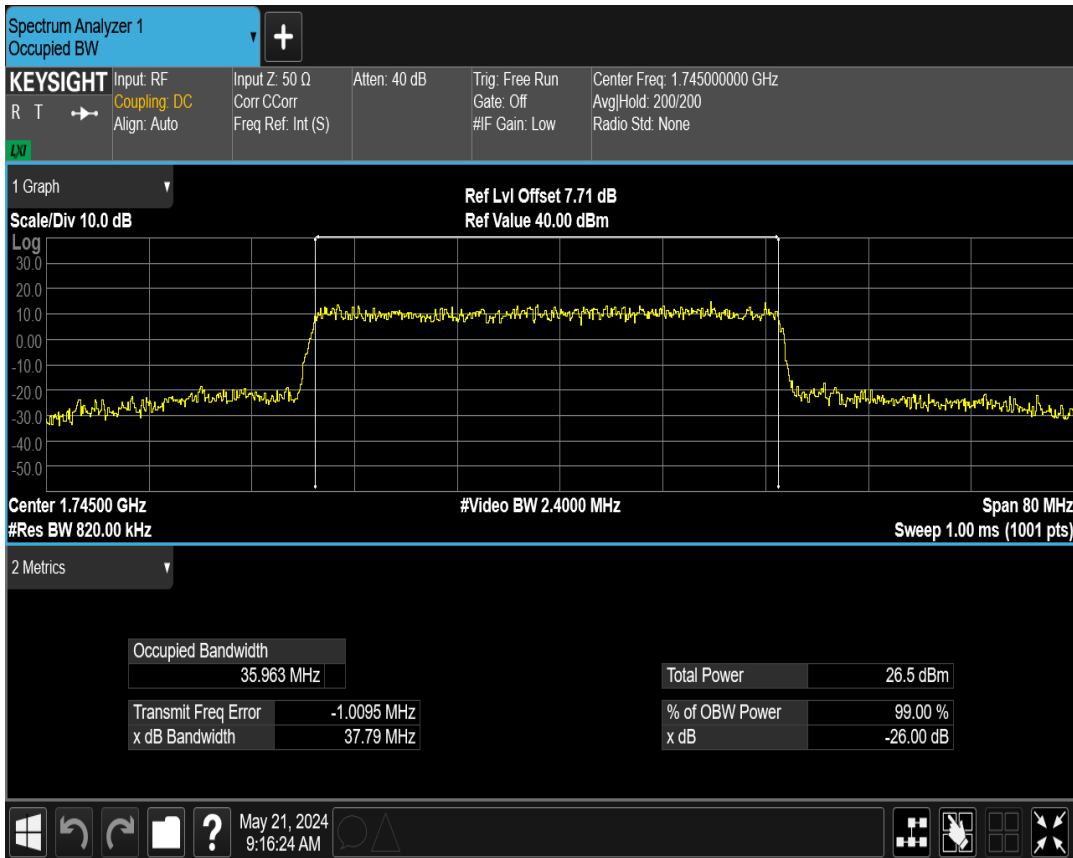 Spectrum Analyzer 1
Occupied BW
+
KEYSIGHT
R T
LXI
Input: RF
Coupling: DC
Align: Auto
Input Z: 50 Ω
Corr CCorr
Freq Ref: Int (S)
Atten: 40 dB
Trig: Free Run
Gate: Off
#IF Gain: Low
Center Freq: 1.745000000 GHz
Avg|Hold: 200/200
Radio Std: None
1 Graph
Scale/Div 10.0 dB
Ref Lvl Offset 7.71 dB
Ref Value 40.00 dBm
Log
30.0
20.0
10.0
0.00
-10.0
-20.0
-30.0
-40.0
-50.0
Center 1.74500 GHz
#Video BW 2.4000 MHz
Span 80 MHz
#Res BW 820.00 kHz
Sweep 1.00 ms (1001 pts)
2 Metrics
Occupied Bandwidth
35.963 MHz
Total Power 26.5 dBm
Transmit Freq Error -1.0095 MHz
% of OBW Power 99.00 %
x dB Bandwidth 37.79 MHz
x dB -26.00 dB
?
May 21, 2024
9:16:24 AM